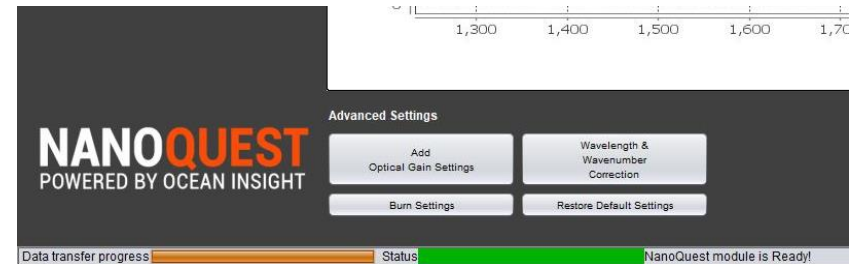 1,300 1,400 1,500 1,600
Advanced Settings
Add
Optical Gain Settings
Wavelength &
Wavenumber
Correction
NANOQUEST
POWERED BY OCEAN INSIGHT
Burn Settings
Restore Default Settings
Data transfer progress
Status
NanoQuest module is Ready!